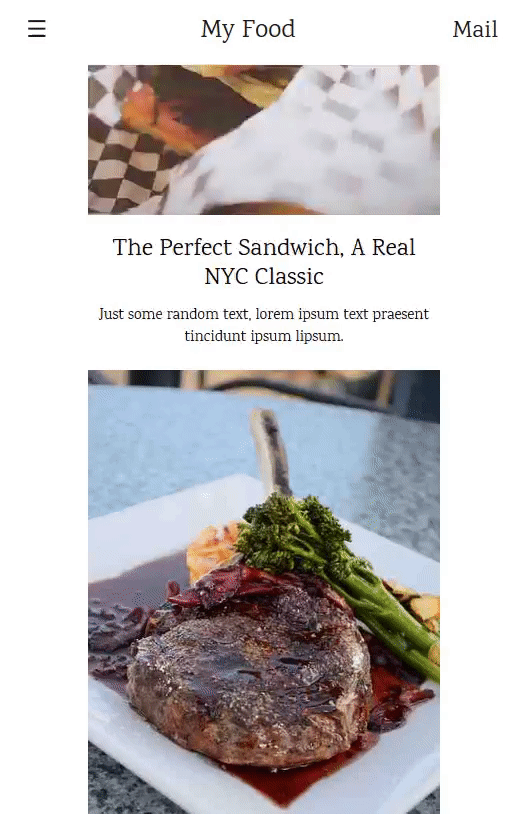 ☰ My Food Mail
The Perfect Sandwich, A Real
NYC Classic
Just some random text, lorem ipsum text praesent
tincidunt ipsum lipsum.